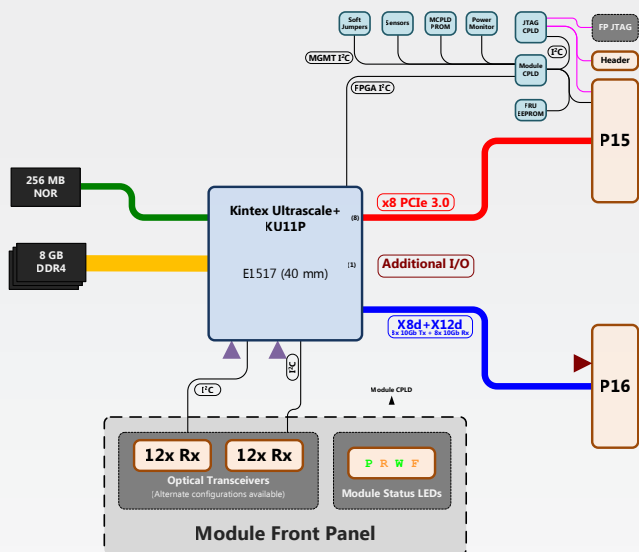 Soft
Jumpers
Sensors
MCPLD
PROM
Power
Monitor
JTAG
CPLD
FP JTAG
MGMT I²C
I²C
Header
Module
CPLD
FPGA I²C
FRU
EEPROM
P15
256 MB
NOR
x8 PCIe 3.0
Kintex Ultrascale+
KU11P
(8)
8 GB
DDR4
E1517 (40 mm)
(1)
Additional I/O
X8d+X12d
8x 10Gb Tx + 8x 10Gb Rx
P16
I²C
I²C
Module CPLD
12x Rx
12x Rx
P R W F
Optical Transceivers
(Alternate configurations available)
Module Status LEDs
Module Front Panel